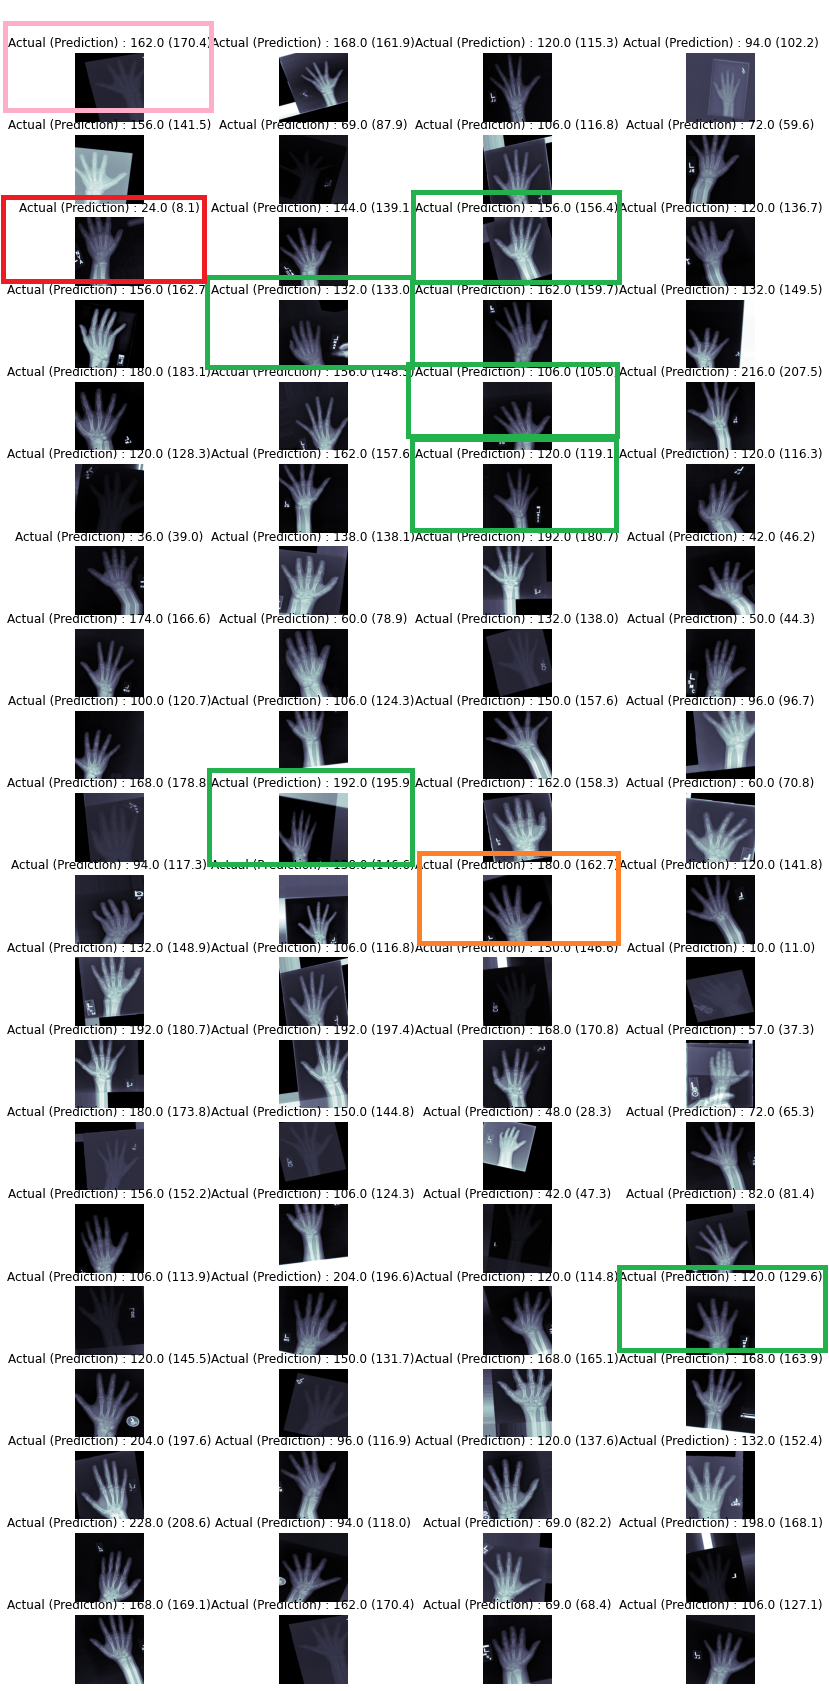 Actual (Prediction) : 162.0 (170.4) Actual (Prediction) : 168.0 (161.9) Actual (Prediction) : 120.0 (115.3) Actual (Prediction) : 94.0 (102.2)
Actual (Prediction) : 156.0 (141.5) Actual (Prediction) : 69.0 (87.9) Actual (Prediction) : 106.0 (116.8) Actual (Prediction) : 72.0 (59.6)
Actual (Prediction) : 24.0 (8.1) Actual (Prediction) : 144.0 (139.1 Actual (Prediction) : 156.0 (156.4) Actual (Prediction) : 120.0 (136.7)
Actual (Prediction) : 156.0 (162.7) Actual (Prediction) : 132.0 (133.0 Actual (Prediction) : 162.0 (159.7) Actual (Prediction) : 132.0 (149.5)
Actual (Prediction) : 180.0 (183.1) Actual (Prediction) : 156.0 (148.5) Actual (Prediction) : 106.0 (105.0) Actual (Prediction) : 216.0 (207.5)
Actual (Prediction) : 120.0 (128.3) Actual (Prediction) : 162.0 (157.6 Actual (Prediction) : 120.0 (119.1) Actual (Prediction) : 120.0 (116.3)
Actual (Prediction) : 36.0 (39.0) Actual (Prediction) : 138.0 (138.1) Actual (Prediction) : 192.0 (180.7) Actual (Prediction) : 42.0 (46.2)
Actual (Prediction) : 174.0 (166.6) Actual (Prediction) : 60.0 (78.9) Actual (Prediction) : 132.0 (138.0) Actual (Prediction) : 50.0 (44.3)
Actual (Prediction) : 100.0 (120.7) Actual (Prediction) : 106.0 (124.3) Actual (Prediction) : 150.0 (157.6) Actual (Prediction) : 96.0 (96.7)
Actual (Prediction) : 168.0 (178.8 Actual (Prediction) : 192.0 (195.9 Actual (Prediction) : 162.0 (158.3) Actual (Prediction) : 60.0 (70.8)
Actual (Prediction) : 94.0 (117.3) Actual (Prediction) : (146.6) Actual (Prediction) : 180.0 (162.7) Actual (Prediction) : 120.0 (141.8)
Actual (Prediction) : 132.0 (148.9) Actual (Prediction) : 106.0 (116.8) Actual (Prediction) : 150.0 (146.6) Actual (Prediction) : 10.0 (11.0)
Actual (Prediction) : 192.0 (180.7) Actual (Prediction) : 192.0 (197.4) Actual (Prediction) : 168.0 (170.8) Actual (Prediction) : 57.0 (37.3)
Actual (Prediction) : 180.0 (173.8) Actual (Prediction) : 150.0 (144.8) Actual (Prediction) : 48.0 (28.3) Actual (Prediction) : 72.0 (65.3)
Actual (Prediction) : 156.0 (152.2) Actual (Prediction) : 106.0 (124.3) Actual (Prediction) : 42.0 (47.3) Actual (Prediction) : 82.0 (81.4)
Actual (Prediction) : 106.0 (113.9) Actual (Prediction) : 204.0 (196.6) Actual (Prediction) : 120.0 (114.8) Actual (Prediction) : 120.0 (129.6)
Actual (Prediction) : 120.0 (145.5) Actual (Prediction) : 150.0 (131.7) Actual (Prediction) : 168.0 (165.1) Actual (Prediction) : 168.0 (163.9)
Actual (Prediction) : 204.0 (197.6) Actual (Prediction) : 96.0 (116.9) Actual (Prediction) : 120.0 (137.6) Actual (Prediction) : 132.0 (152.4)
Actual (Prediction) : 228.0 (208.6) Actual (Prediction) : 94.0 (118.0) Actual (Prediction) : 69.0 (82.2) Actual (Prediction) : 198.0 (168.1)
Actual (Prediction) : 168.0 (169.1) Actual (Prediction) : 162.0 (170.4) Actual (Prediction) : 69.0 (68.4) Actual (Prediction) : 106.0 (127.1)